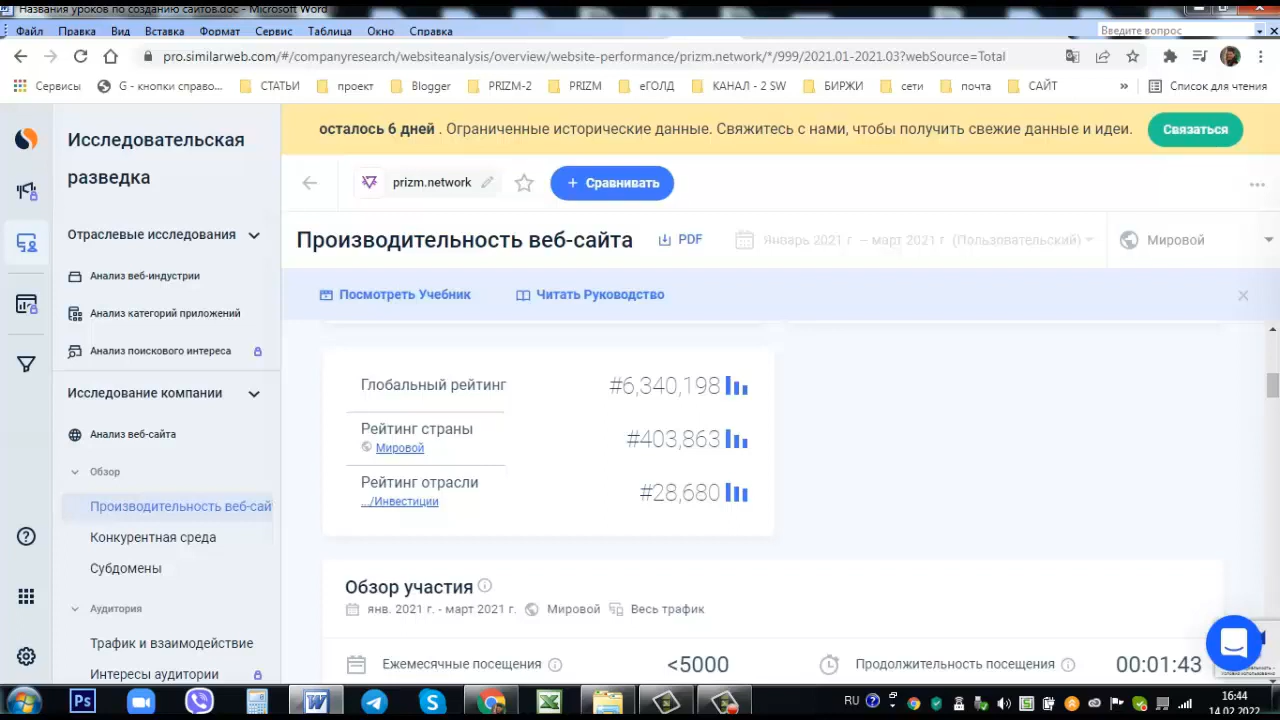 Названия уроков по созданию сайтов.doc - Microsoft Word
Файл Правка Вид Вставка Формат Сервис Таблица Окно Справка
Введите вопрос
pro.similarweb.com/#/companyresearch/websiteanalysis/overview/website-performance/prizm.network/*/999/2021.01-2021.03?webSource=Total
Сервисы G - кнопки справо... СТАТЬИ проект Blogger PRIZM-2 PRIZM еГОЛД КАНАЛ - 2 SW БИРЖИ сети почта САЙТ » Список для чтения
Исследовательская
разведка
осталось 6 дней . Ограниченные исторические данные. Свяжитесь с нами, чтобы получить свежие данные и идеи.
Связаться
prizm.network
+ Сравнивать
Отраслевые исследования
Анализ веб-индустрии
Анализ категорий приложений
Анализ поискового интереса
Исследование компании
Анализ веб-сайта
Обзор
Производительность веб-сай
Конкурентная среда
Субдомены
Аудитория
Трафик и взаимодействие
Интересы аудитории
Производительность веб-сайта
PDF
Январь 2021 г – март 2021 г (Пользовательский)
Мировой
Посмотреть Учебник
Читать Руководство
Глобальный рейтинг #6,340,198
Рейтинг страны #403,863
Мировой
Рейтинг отрасли #28,680
.../Инвестиции
Обзор участия
янв. 2021 г. - март 2021 г. Мировой Весь трафик
Ежемесячные посещения <5000
Продолжительность посещения 00:01:43
Ps
RU
16:44
14.02.2022